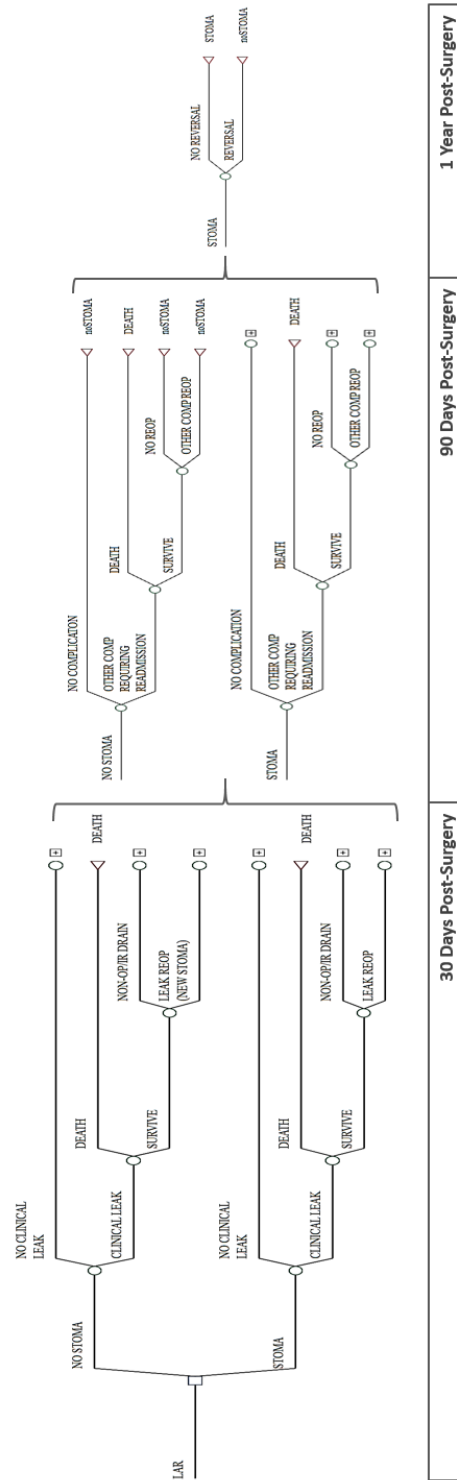 LAR
NO STOMA
STOMA
NO CLINICAL
LEAK
CLINICAL LEAK
DEATH
SURVIVE
NON-OP/IR DRAIN
LEAK REOP
(NEW STOMA)
DEATH
NO CLINICAL
LEAK
CLINICAL LEAK
DEATH
SURVIVE
NON-OP/IR DRAIN
LEAK REOP
DEATH
NO STOMA
NO COMPLICATON
OTHER COMP
REQUIRING
READMISSION
DEATH
SURVIVE
NO REOP
OTHER COMP REOP
noSTOMA
DEATH
noSTOMA
noSTOMA
STOMA
NO COMPLICATION
OTHER COMP
REQUIRING
READMISSION
DEATH
SURVIVE
NO REOP
OTHER COMP REOP
DEATH
STOMA
NO REVERSAL
REVERSAL
STOMA
noSTOMA
30 Days Post-Surgery
90 Days Post-Surgery
1 Year Post-Surgery